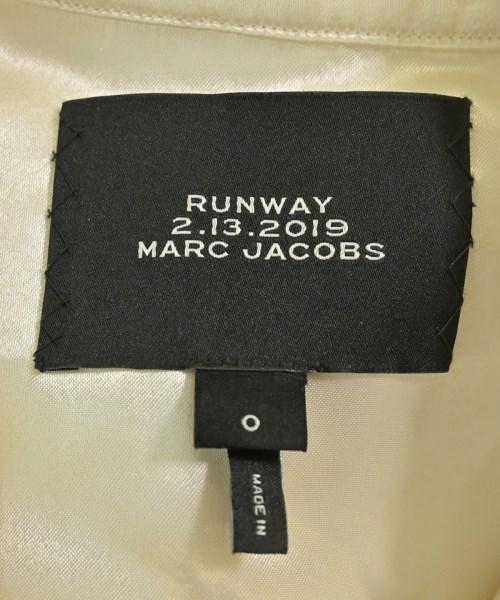 RUNWAY
2.13.2019
MARC JACOBS
0
MADE IN